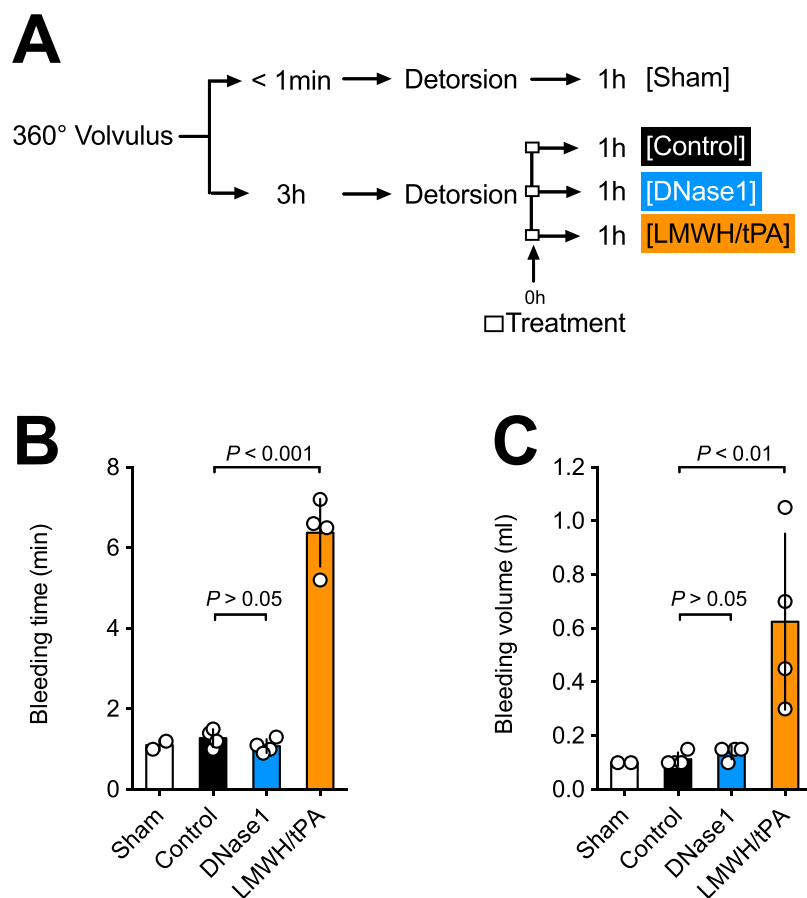 A
360° Volvulus
< 1min
Detorsion
1h
[Sham]
3h
Detorsion
1h
[Control]
1h
[DNase1]
1h
[LMWH/tPA]
0h
Treatment
B
Bleeding time (min)
8
6
4
2
0
P < 0.001
P > 0.05
Sham
Control
DNase1
LMWH/tPA
C
Bleeding volume (ml)
1.2
1.0
0.8
0.6
0.4
0.2
0.0
P < 0.01
P > 0.05
Sham
Control
DNase1
LMWH/tPA